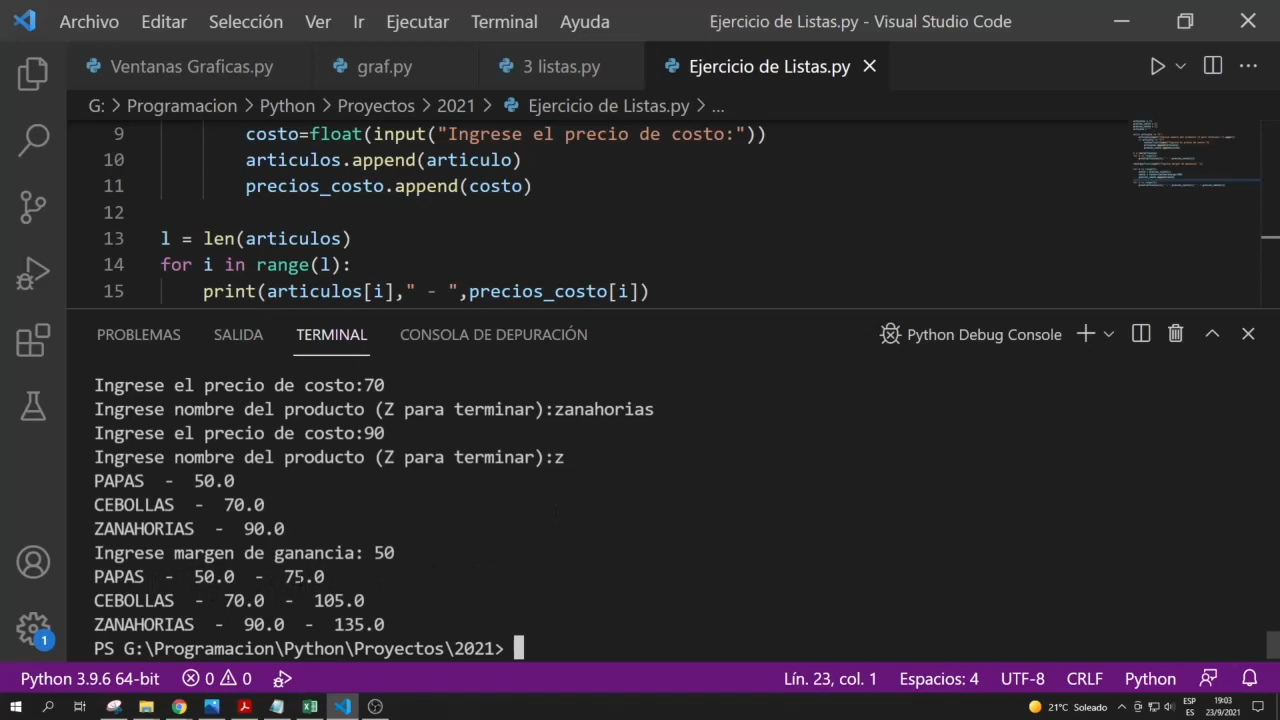 Archivo Editar Selección Ver Ir Ejecutar Terminal Ayuda Ejercicio de Listas.py - Visual Studio Code
Ventanas Graficas.py graf.py 3 listas.py Ejercicio de Listas.py
G: > Programacion > Python > Proyectos > 2021 > Ejercicio de Listas.py > ...
9 costo=float(input("Ingrese el precio de costo:"))
10 articulos.append(articulo)
11 precios_costo.append(costo)
12
13 l = len(articulos)
14 for i in range(l):
15 print(articulos[i]," - ",precios_costo[i])
PROBLEMAS SALIDA TERMINAL CONSOLA DE DEPURACIÓN Python Debug Console
Ingrese el precio de costo:70
Ingrese nombre del producto (Z para terminar):zanahorias
Ingrese el precio de costo:90
Ingrese nombre del producto (Z para terminar):z
PAPAS - 50.0
CEBOLLAS - 70.0
ZANAHORIAS - 90.0
Ingrese margen de ganancia: 50
PAPAS - 50.0 - 75.0
CEBOLLAS - 70.0 - 105.0
ZANAHORIAS - 90.0 - 135.0
PS G:\Programacion\Python\Proyectos\2021>
1
Python 3.9.6 64-bit 0 0 Lín. 23, col. 1 Espacios: 4 UTF-8 CRLF Python
21°C Soleado ESP 19:03
ES 23/9/2021